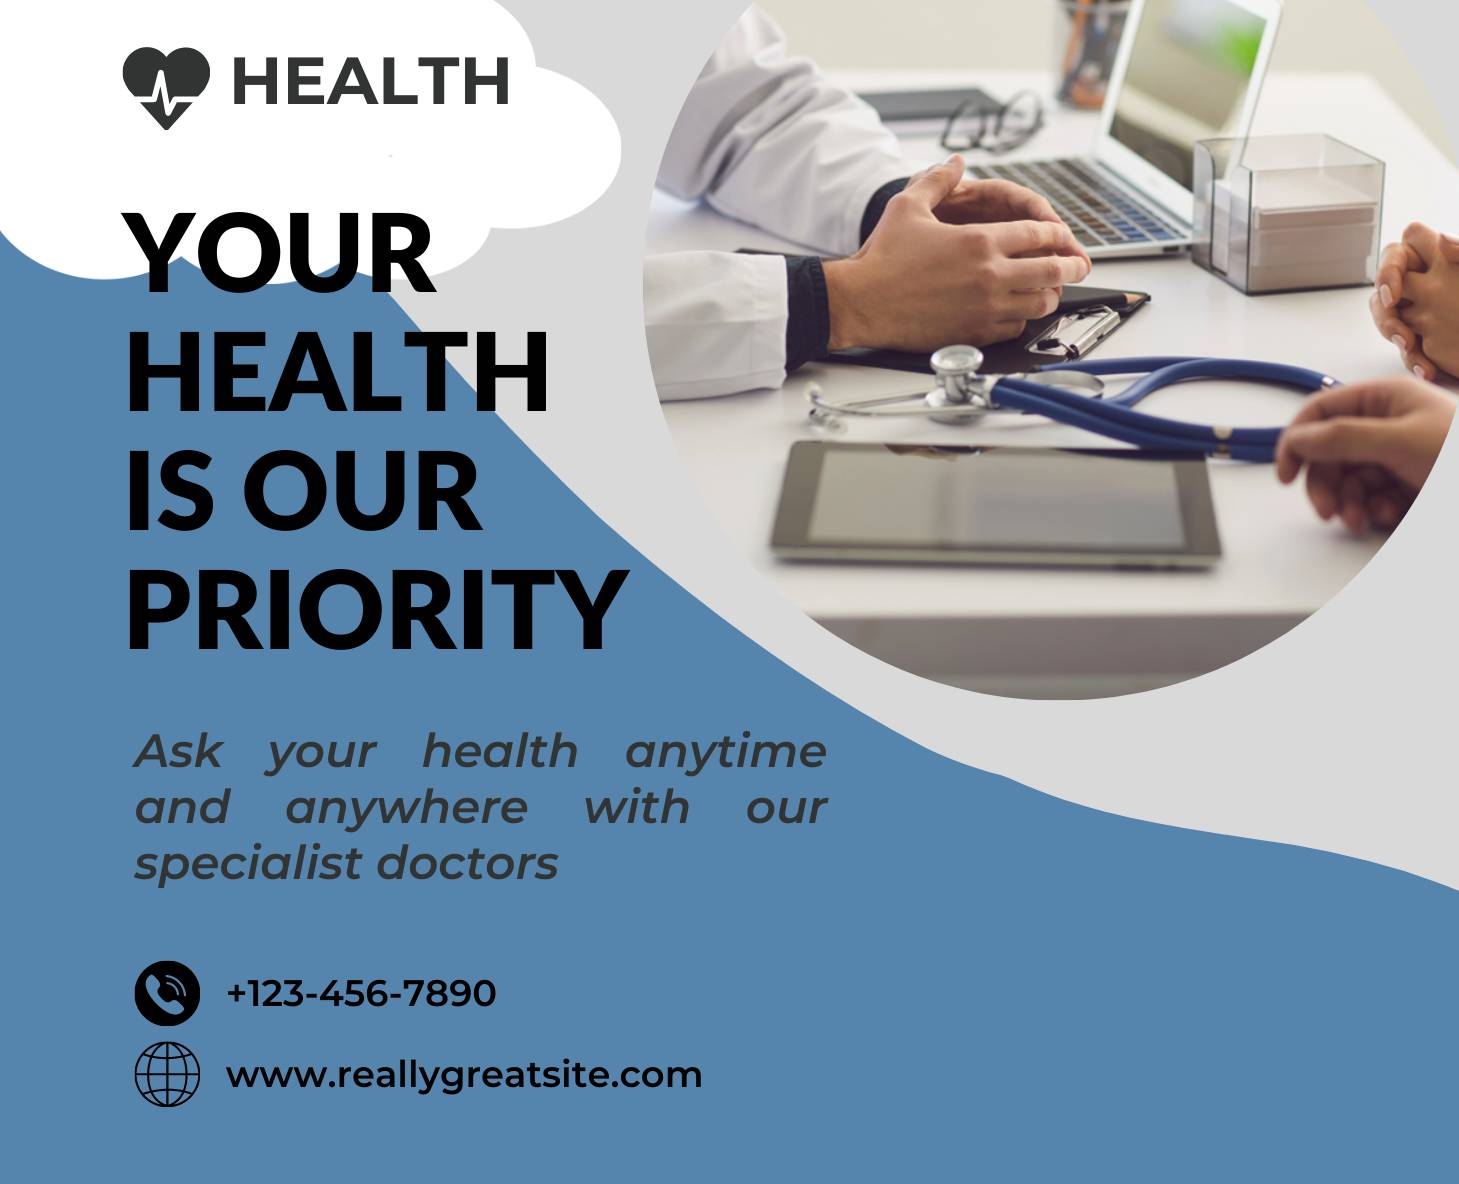 HEALTH
YOUR
HEALTH
IS OUR
PRIORITY
Ask your health anytime
and anywhere with our
specialist doctors
+123-456-7890
www.reallygreatsite.com